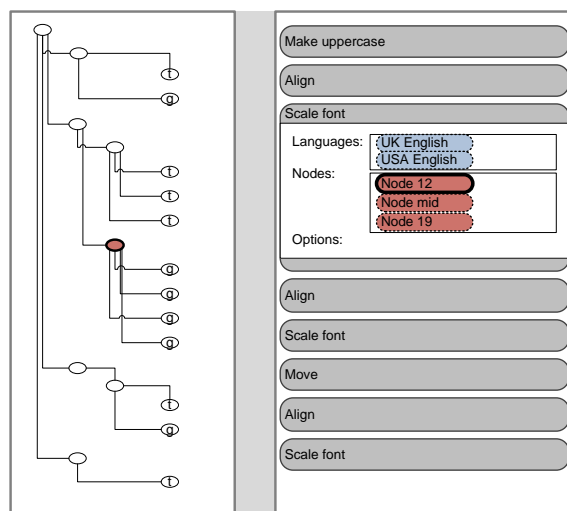 t
g
t
t
t
g
g
g
g
t
g
t
Make uppercase
Align
Scale font
Languages:
UK English
USA English
Nodes:
Node 12
Node mid
Node 19
Options:
Align
Scale font
Move
Align
Scale font